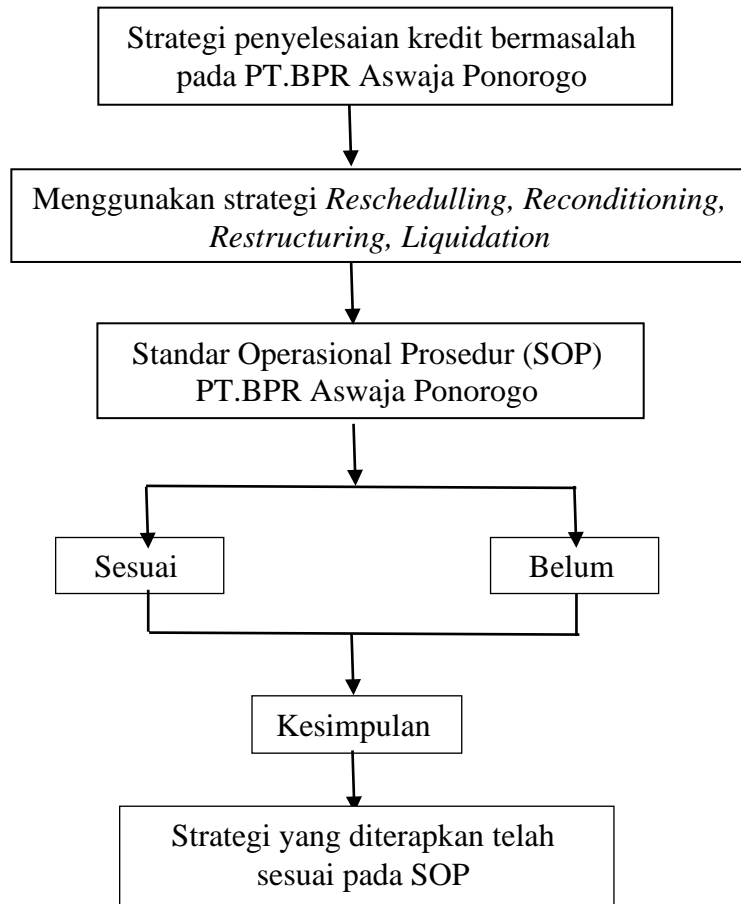 Strategi penyelesaian kredit bermasalah
pada PT.BPR Aswaja Ponorogo
Menggunakan strategi Reschedulling, Reconditioning,
Restructuring, Liquidation
Standar Operasional Prosedur (SOP)
PT.BPR Aswaja Ponorogo
Sesuai
Belum
Kesimpulan
Strategi yang diterapkan telah
sesuai pada SOP